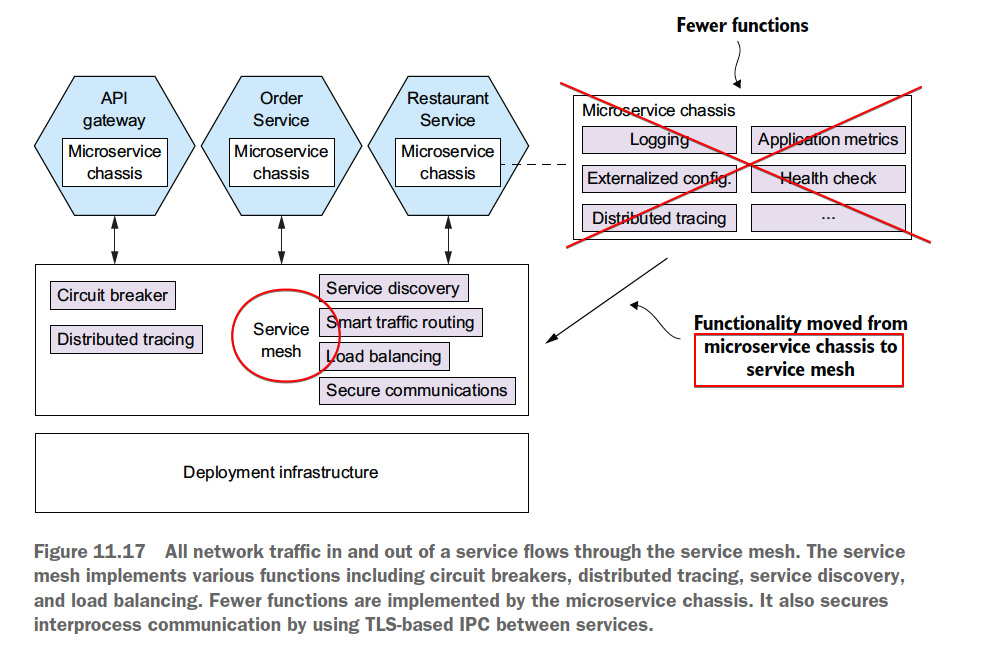 Fewer functions
API
gateway
Microservice
chassis
Order
Service
Microservice
chassis
Restaurant
Service
Microservice
chassis
Microservice chassis
Logging
Application metrics
Externalized config.
Health check
Distributed tracing
...
Circuit breaker
Distributed tracing
Service
mesh
Service discovery
Smart traffic routing
Load balancing
Secure communications
Functionality moved from
microservice chassis to
service mesh
Deployment infrastructure
Figure 11.17 All network traffic in and out of a service flows through the service mesh. The service
mesh implements various functions including circuit breakers, distributed tracing, service discovery,
and load balancing. Fewer functions are implemented by the microservice chassis. It also secures
interprocess communication by using TLS-based IPC between services.